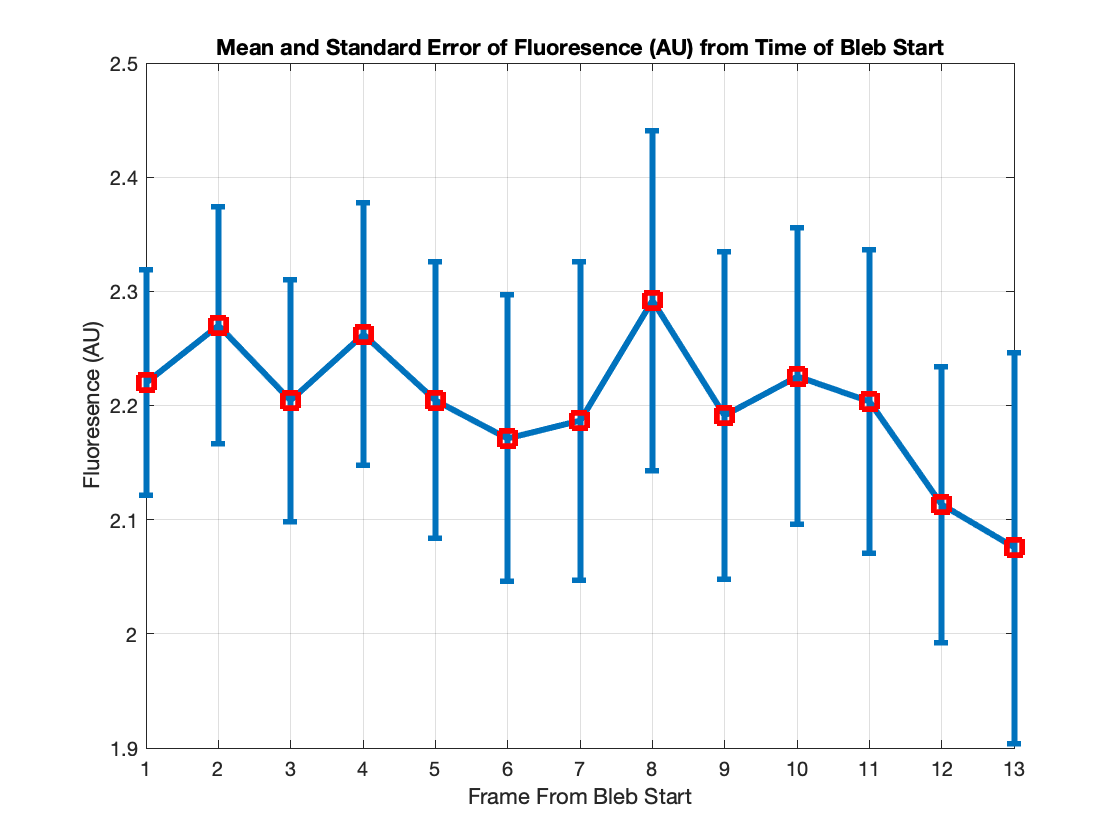 Mean and Standard Error of Fluoresence (AU) from Time of Bleb Start
2.5
2.4
2.3
2.2
2.1
2
1.9
Fluoresence (AU)
1 2 3 4 5 6 7 8 9 10 11 12 13
Frame From Bleb Start